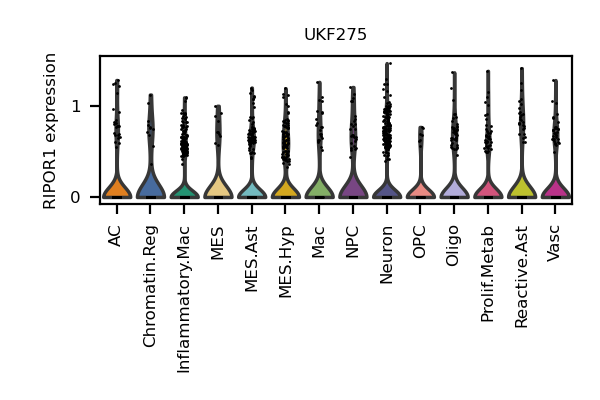 UKF275
RIPOR1 expression
1
0
AC
Chromatin.Reg
Inflammatory.Mac
MES
MES.Ast
MES.Hyp
Mac
NPC
Neuron
OPC
Oligo
Prolif.Metab
Reactive.Ast
Vasc